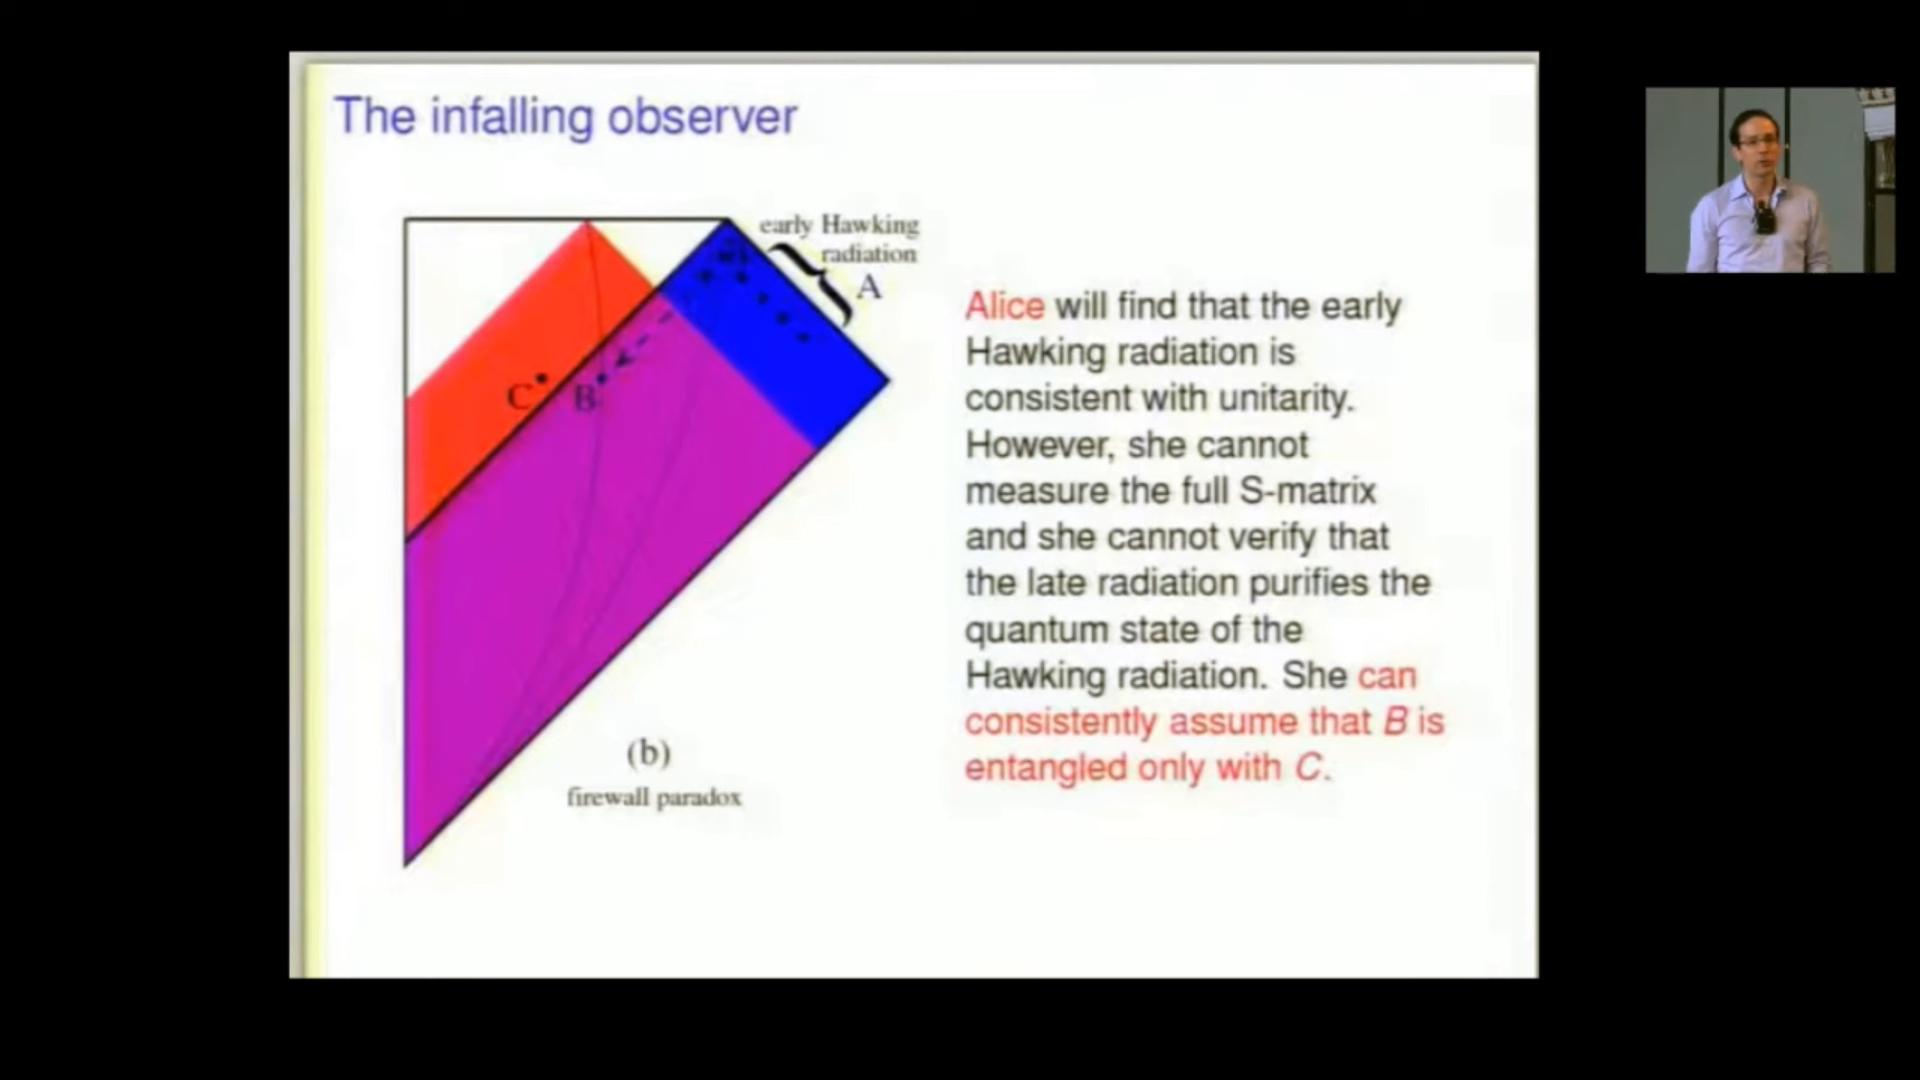 The infalling observer
early Hawking
radiation
A
C
B
(b)
firewall paradox
Alice will find that the early
Hawking radiation is
consistent with unitarity.
However, she cannot
measure the full S-matrix
and she cannot verify that
the late radiation purifies the
quantum state of the
Hawking radiation. She can
consistently assume that B is
entangled only with C.